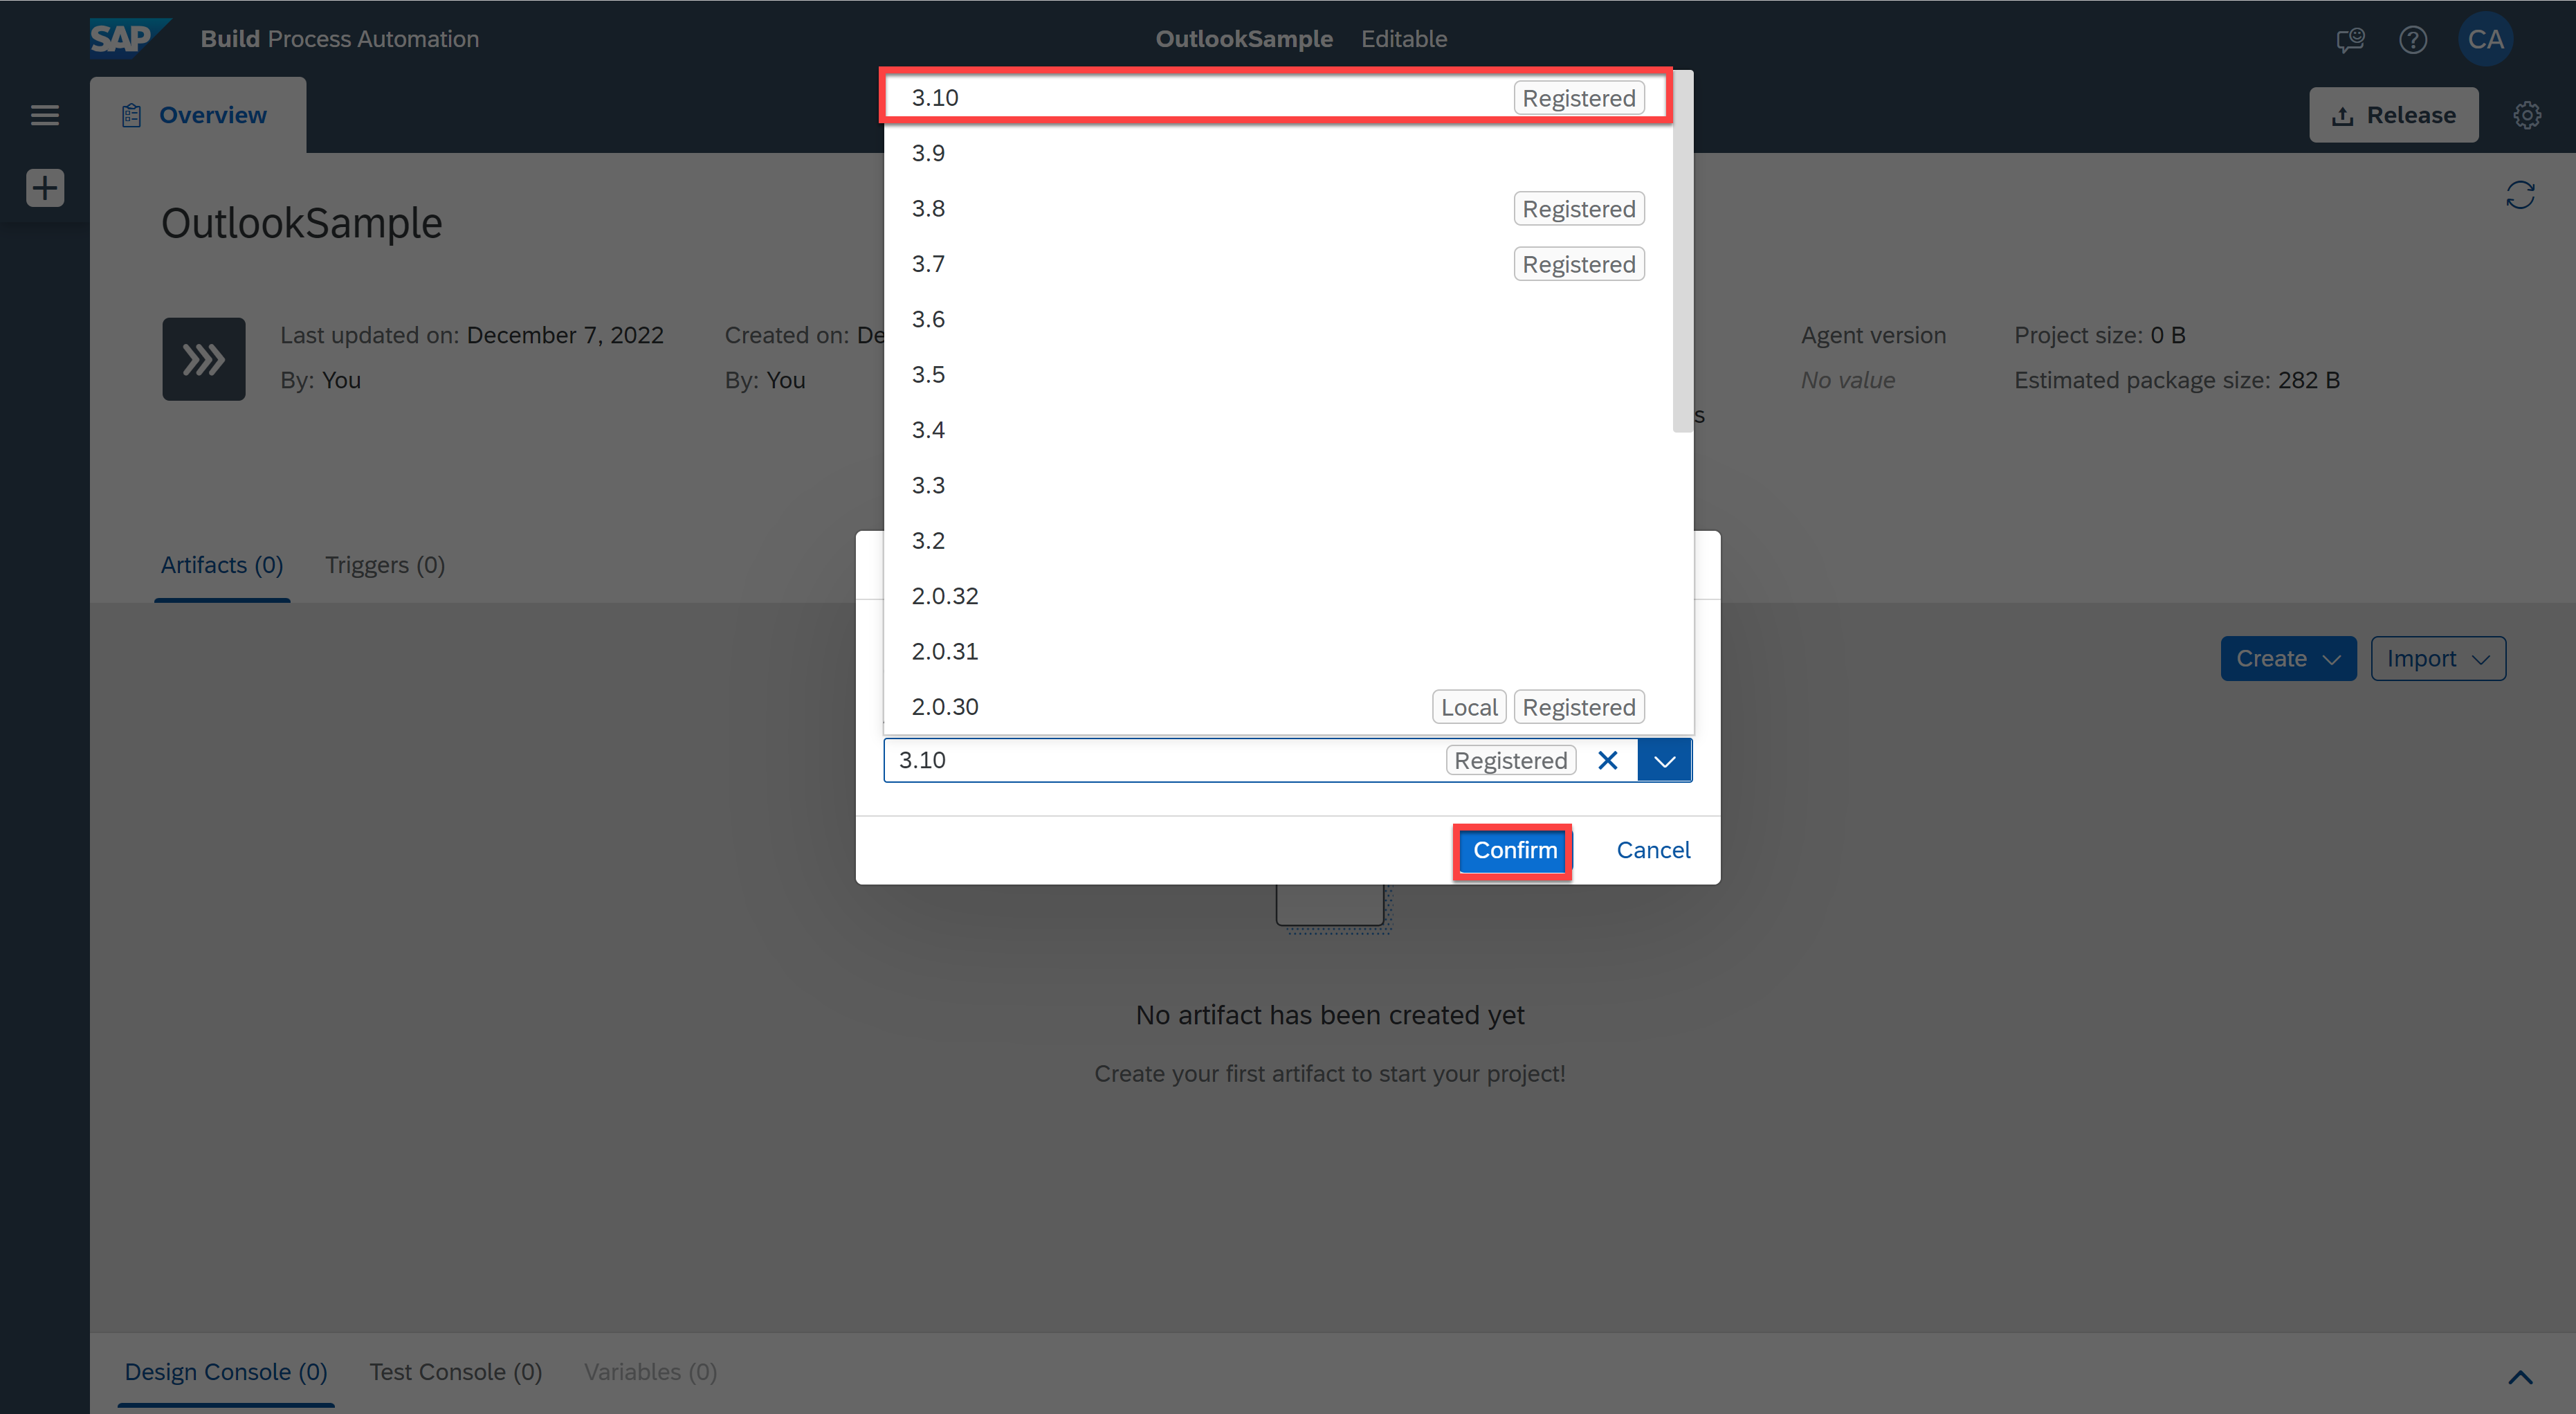 SAP Build Process Automation
OutlookSample Editable
CA
Overview
Release
OutlookSample
Last updated on: December 7, 2022
By: You
Created on: De
By: You
Agent version
No value
Project size: 0 B
Estimated package size: 282 B
s
Artifacts (0) Triggers (0)
Create Import
3.10 Registered
3.9
3.8 Registered
3.7 Registered
3.6
3.5
3.4
3.3
3.2
2.0.32
2.0.31
2.0.30 Local Registered
3.10 Registered
Confirm Cancel
No artifact has been created yet
Create your first artifact to start your project!
Design Console (0) Test Console (0) Variables (0)